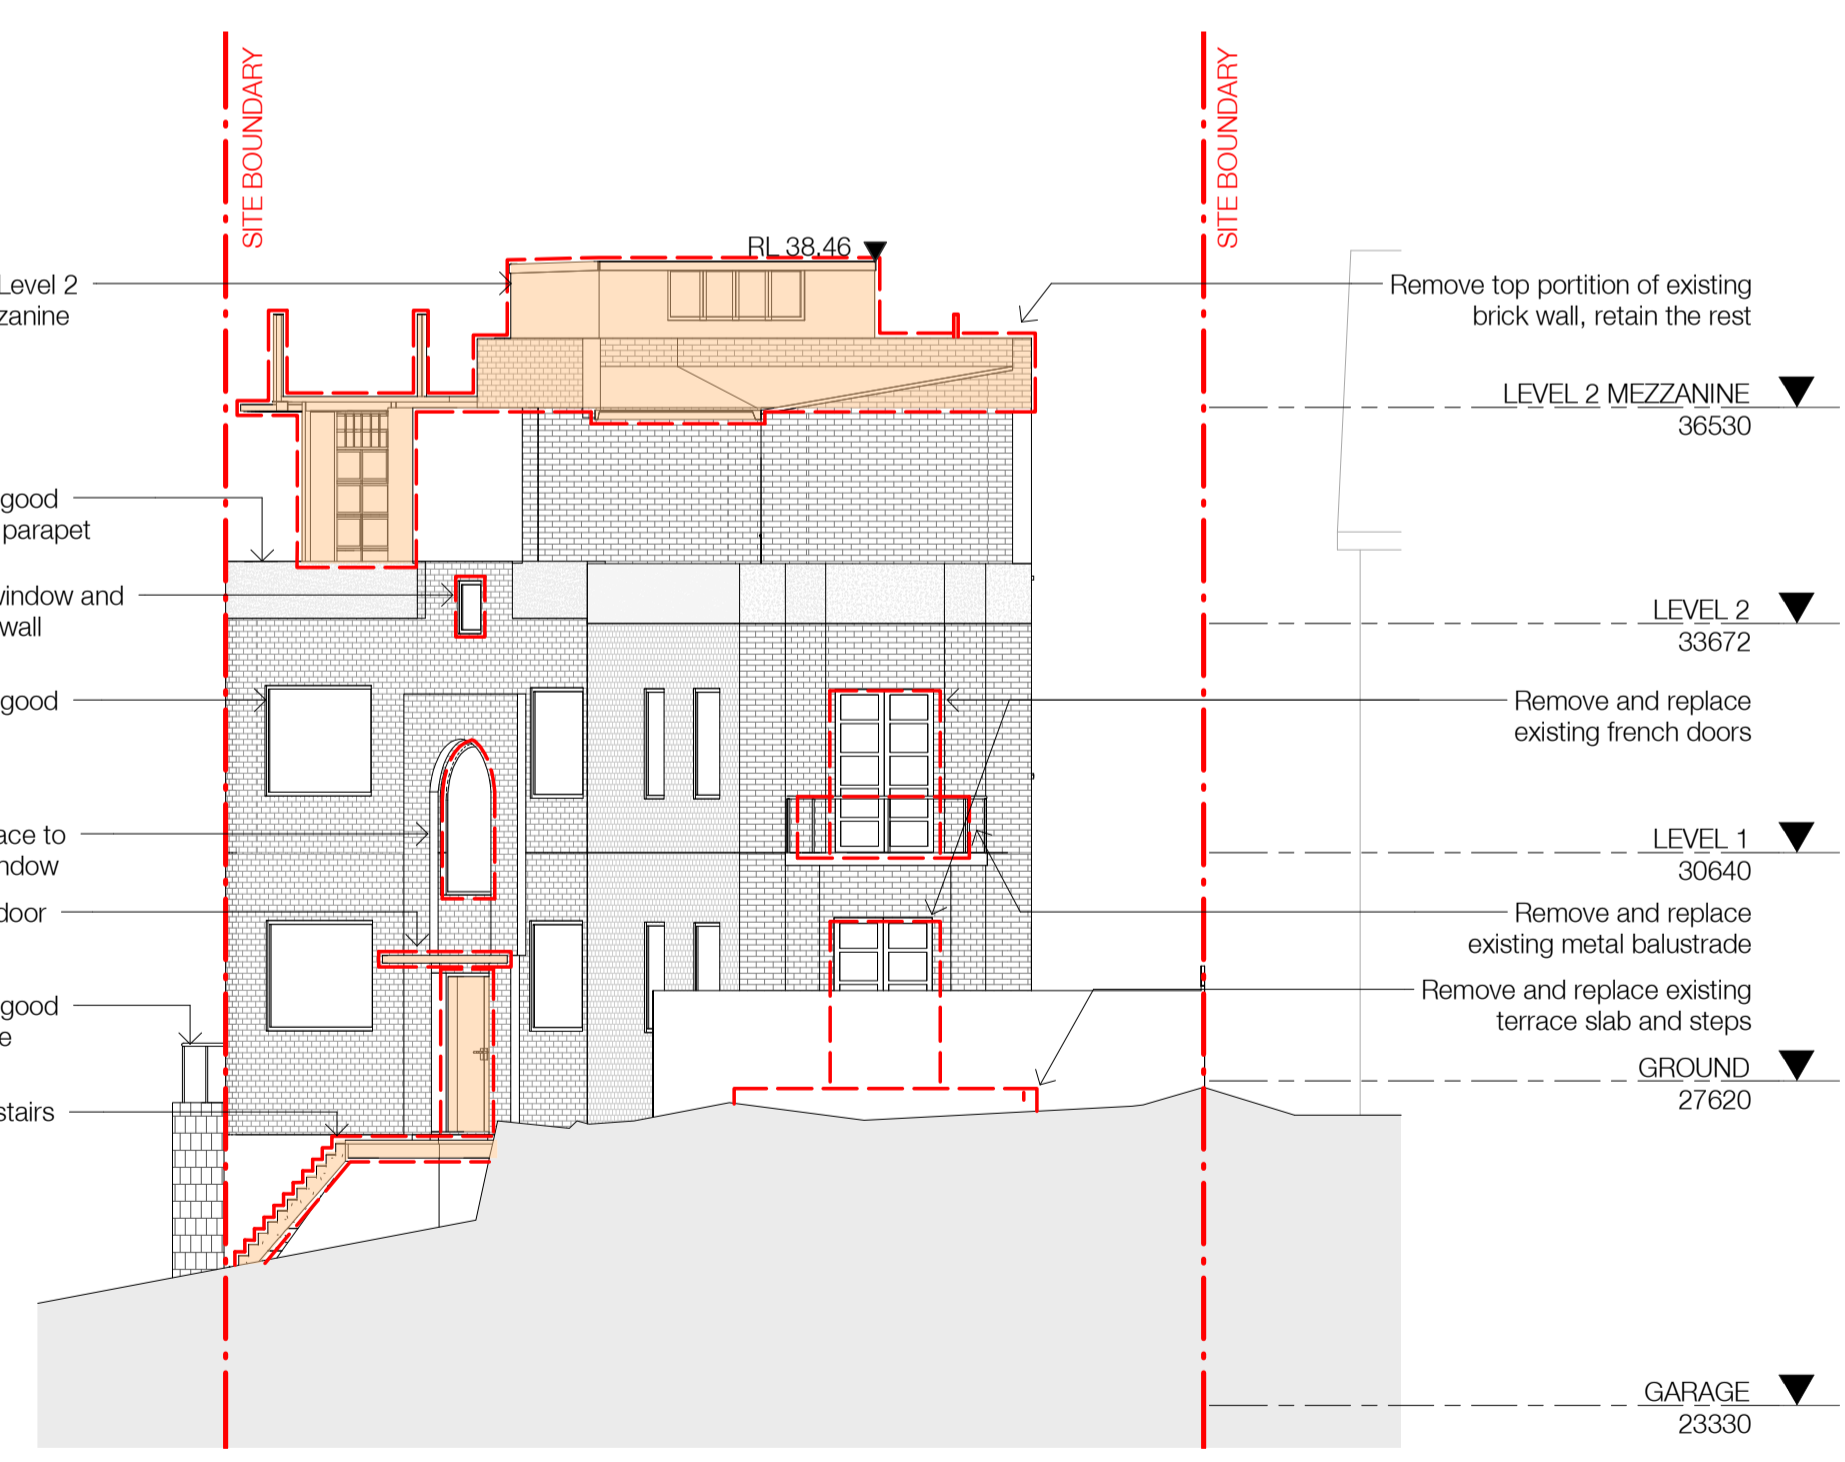 SITE BOUNDARY
SITE BOUNDARY
RL 38.46
Level 2
zanine
good
parapet
window and
wall
good
ace to
ndow
door
good
e
stairs
Remove top portition of existing
brick wall, retain the rest
LEVEL 2 MEZZANINE
36530
LEVEL 2
33672
Remove and replace
existing french doors
LEVEL 1
30640
Remove and replace
existing metal balustrade
Remove and replace existing
terrace slab and steps
GROUND
27620
GARAGE
23330